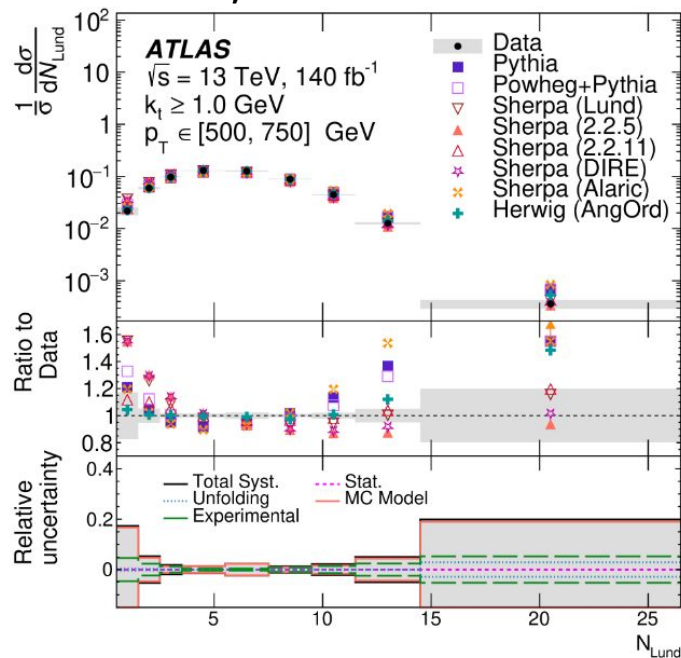 ATLAS
√s = 13 TeV, 140 fb⁻¹
k_t ≥ 1.0 GeV
p_T ∈ [500, 750] GeV
Data
Pythia
Powheg+Pythia
Sherpa (Lund)
Sherpa (2.2.5)
Sherpa (2.2.11)
Sherpa (DIRE)
Sherpa (Alaric)
Herwig (AngOrd)
1/σ dσ/dN_Lund
10²
10
1
10⁻¹
10⁻²
10⁻³
Ratio to
Data
1.6
1.4
1.2
1
0.8
Relative
uncertainty
0.4
0.2
0
Total Syst.
Unfolding
Experimental
Stat.
MC Model
5 10 15 20 25
N_Lund